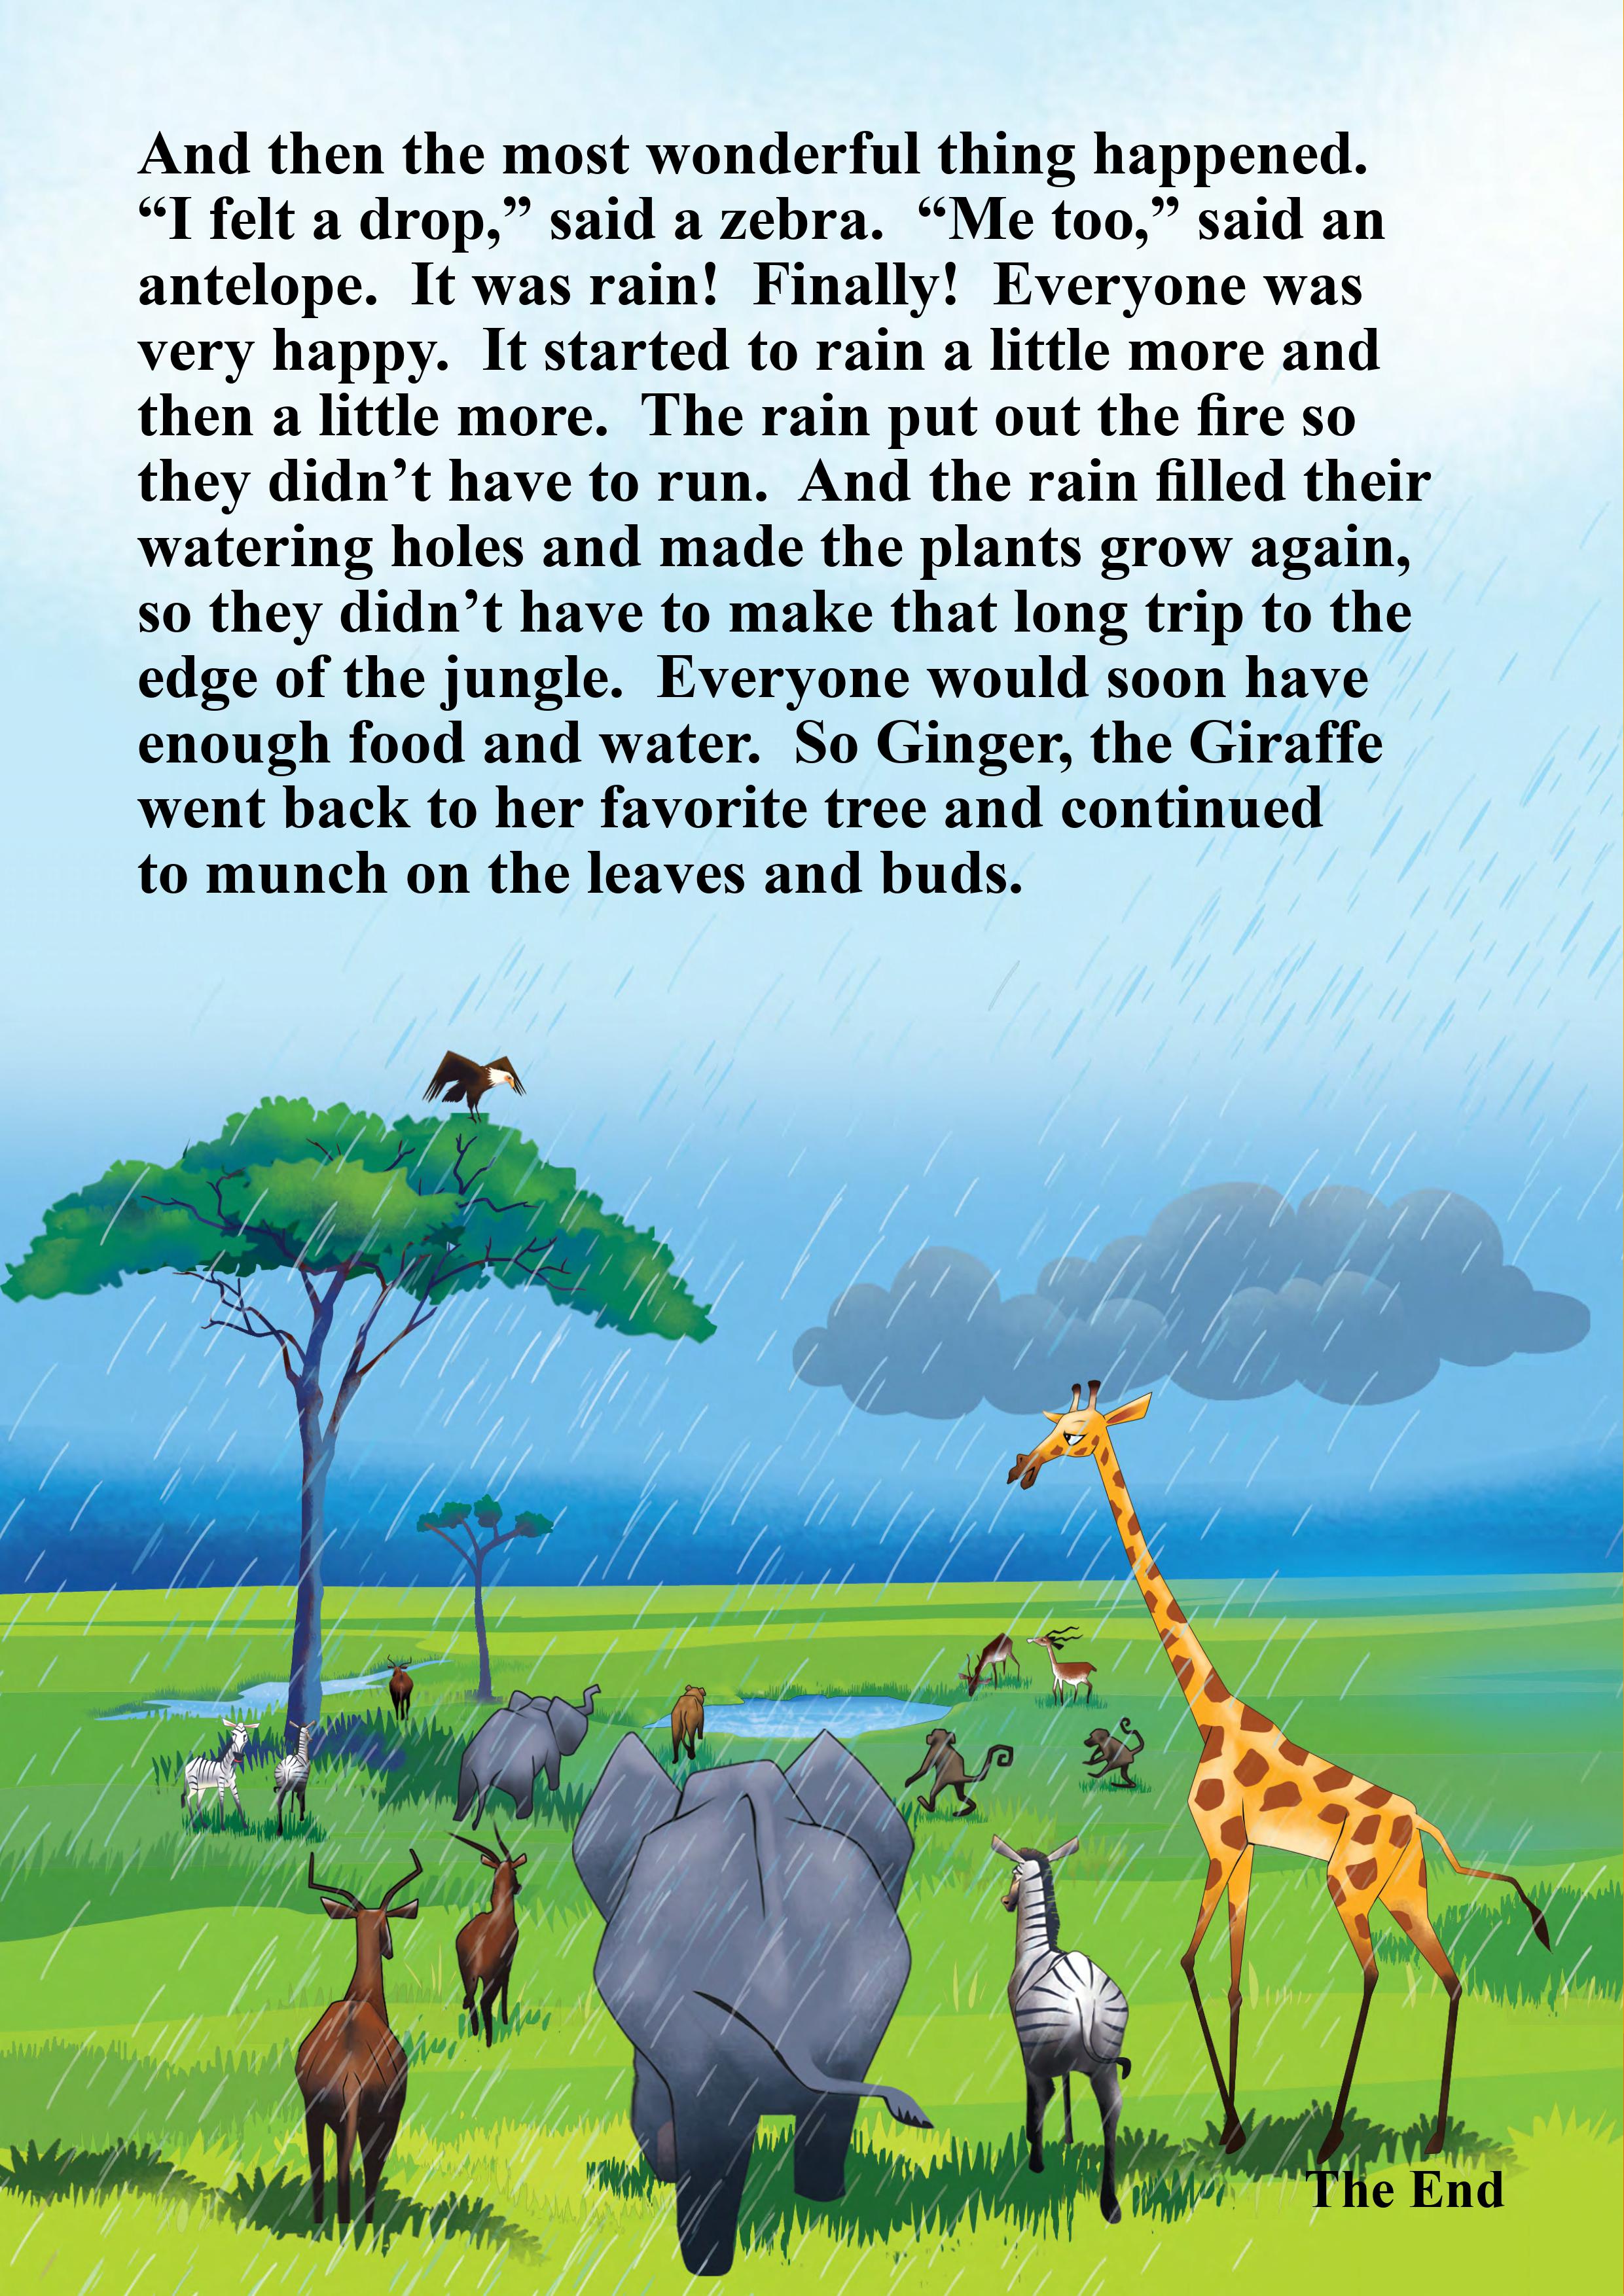 And then the most wonderful thing happened.
“I felt a drop,” said a zebra.  “Me too,” said an
antelope.  It was rain!  Finally!  Everyone was
very happy.  It started to rain a little more and
then a little more.  The rain put out the fire so
they didn’t have to run.  And the rain filled their
watering holes and made the plants grow again,
so they didn’t have to make that long trip to the
edge of the jungle.  Everyone would soon have
enough food and water.  So Ginger, the Giraffe
went back to her favorite tree and continued
to munch on the leaves and buds.
The End